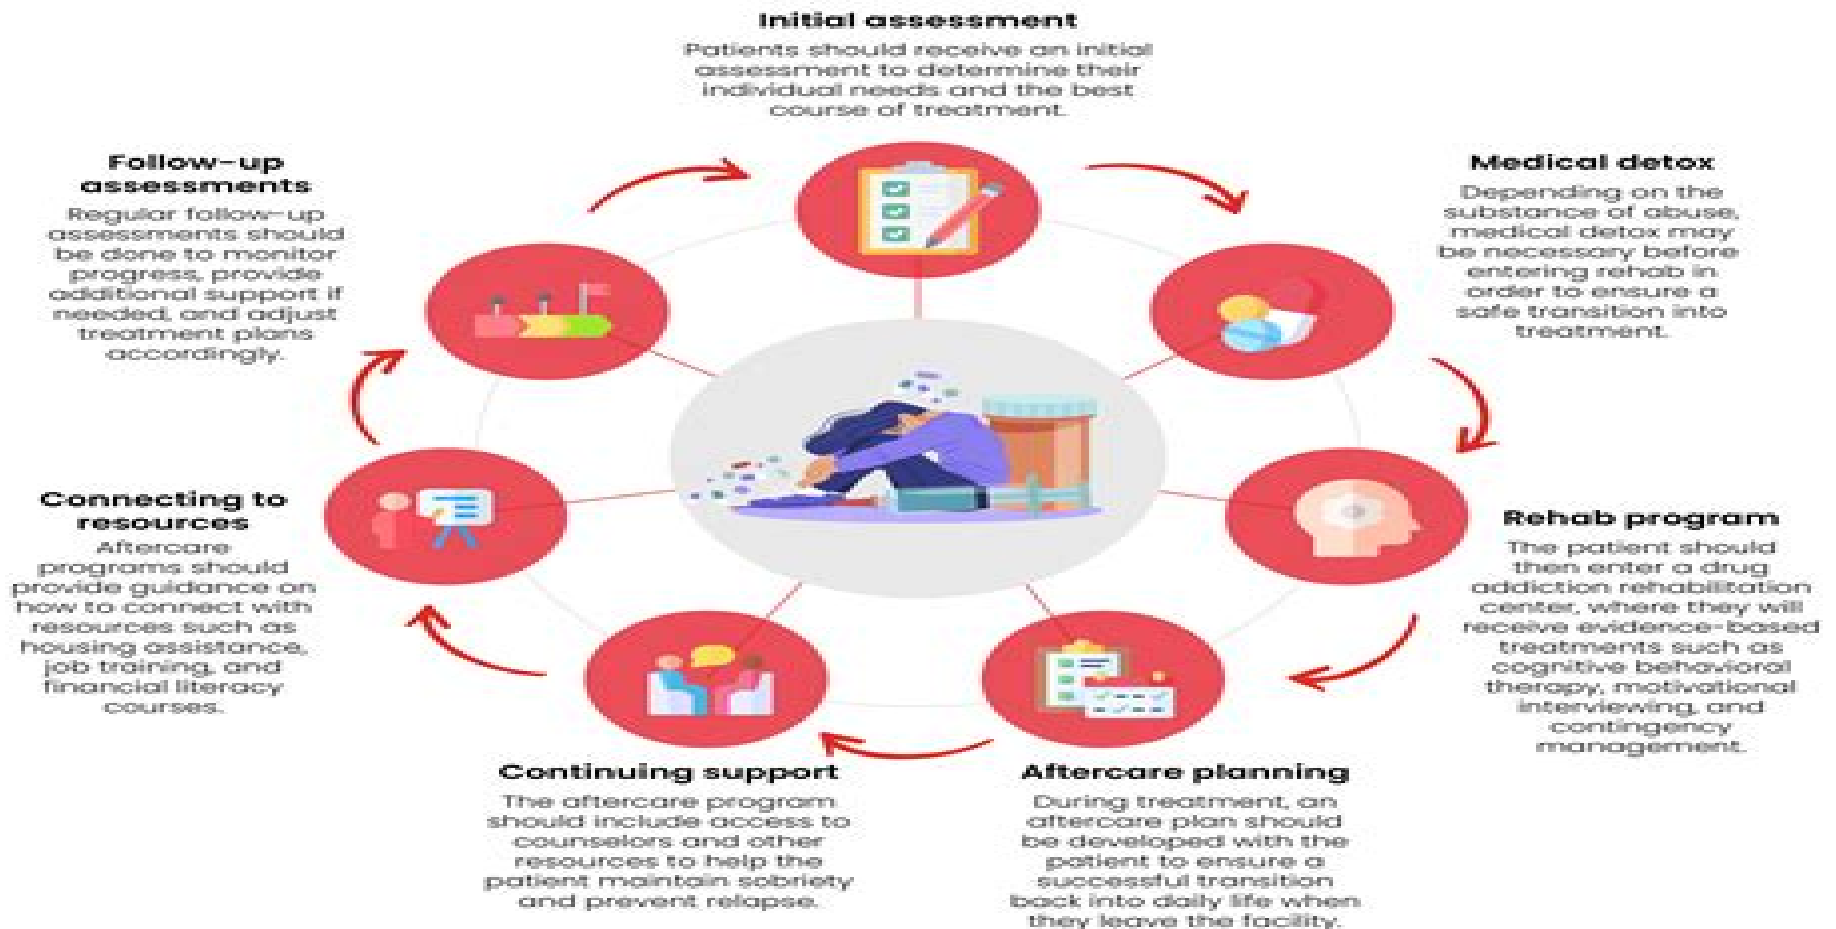 Initial assessment
Patients should receive an initial
assessment to determine their
individual needs and the best
course of treatment.
Medical detox
Depending on the
substance of abuse,
medical detox may
be necessary before
entering rehab in
order to ensure a
safe transition into
treatment.
Rehab program
The patient should
then enter a drug
addiction rehabilitation
center, where they will
receive evidence-based
treatments such as
cognitive behavioral
therapy, motivational
interviewing, and
contingency
management.
Aftercare planning
During treatment, an
aftercare plan should
be developed with the
patient to ensure a
successful transition
back into daily life when
they leave the facility.
Continuing support
The aftercare program
should include access to
counselors and other
resources to help the
patient maintain sobriety
and prevent relapse.
Connecting to
resources
Aftercare
programs should
provide guidance on
how to connect with
resources such as
housing assistance,
job training, and
financial literacy
courses.
Follow-up
assessments
Regular follow-up
assessments should
be done to monitor
progress, provide
additional support if
needed, and adjust
treatment plans
accordingly.